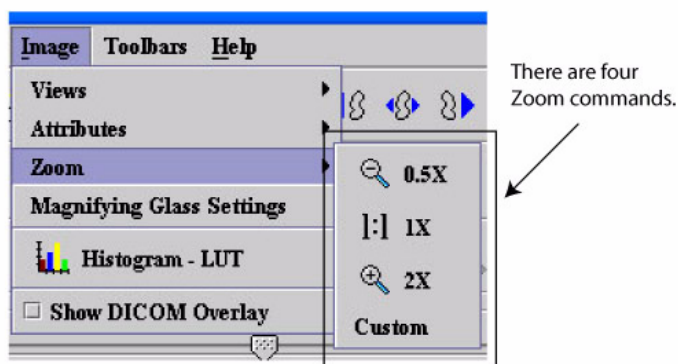 Image Toolbars Help
Views
Attributes
Zoom
Magnifying Glass Settings
Histogram - LUT
Show DICOM Overlay
0.5X
1X
2X
Custom
There are four
Zoom commands.